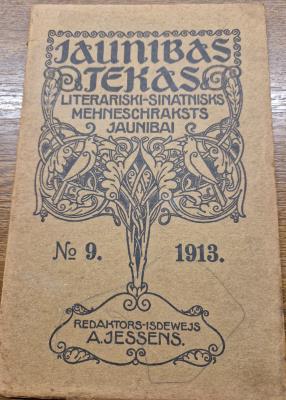 JAUNIBAS
TEKAS
LITERARISKI-SINATNISKS
MEHNESCHRAKSTS
JAUNIBAI
№ 9. 1913.
REDAKTORS-ISDEWEJS
A. JESSENS.